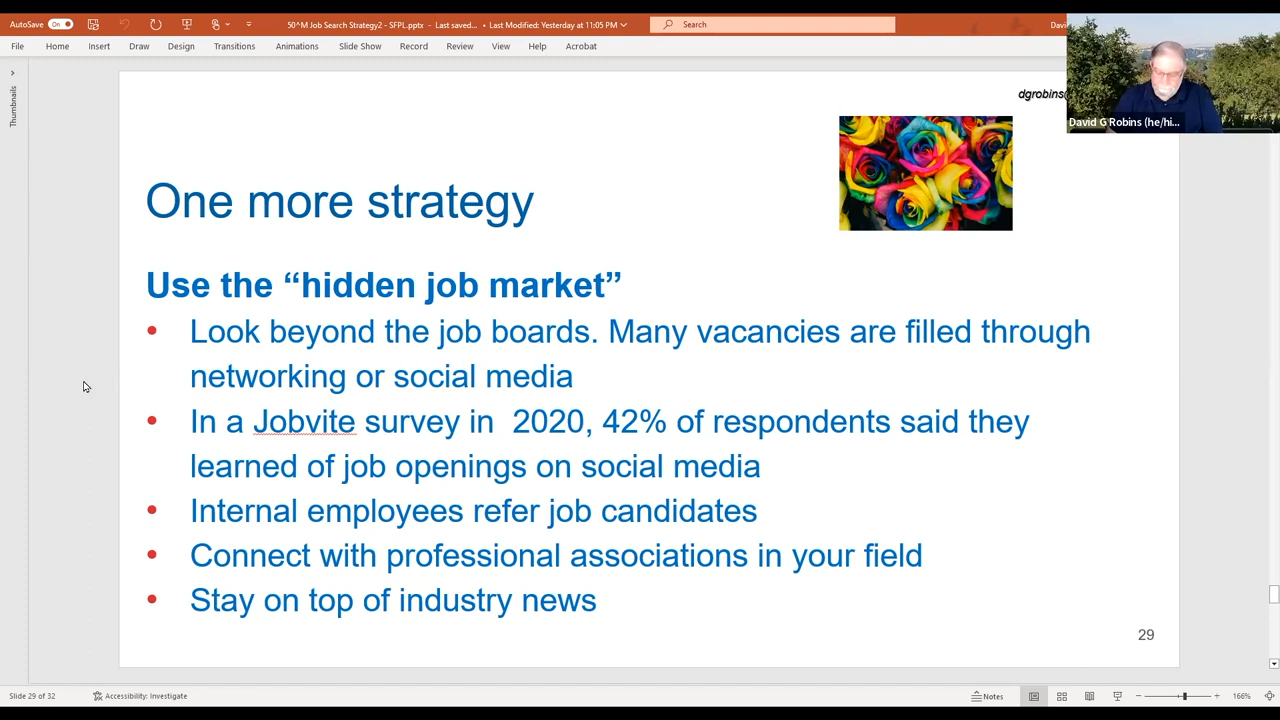 AutoSave On 50^M Job Search Strategy2 - SFPL.pptx - Last saved... • Last Modified: Yesterday at 11:05 PM Search
File Home Insert Draw Design Transitions Animations Slide Show Record Review View Help Acrobat
Thumbnails
dgrobins@
David G Robins (he/hi...
One more strategy
Use the “hidden job market”
• Look beyond the job boards. Many vacancies are filled through
networking or social media
• In a Jobvite survey in 2020, 42% of respondents said they
learned of job openings on social media
• Internal employees refer job candidates
• Connect with professional associations in your field
• Stay on top of industry news
29
Slide 29 of 32 Accessibility: Investigate Notes 166%